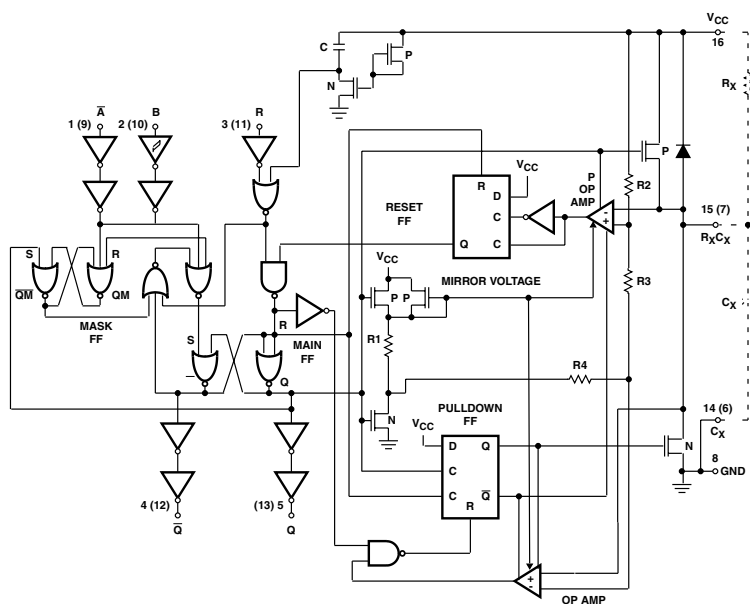 VCC
16
C
P
N
RX
A̅
B
R
1 (9)
2 (10)
3 (11)
P
R
D
VCC
RESET
FF
C
Q
C
P
OP
AMP
-
+
R2
15 (7)
RXCX
S
R
Q̅M̅
QM
MASK
FF
VCC
P
P
MIRROR VOLTAGE
R3
CX
R
MAIN
FF
R1
S
Q
R4
N
PULLDOWN
FF
VCC
D
Q
C
C
Q̅
R
N
14 (6)
CX
8
GND
4 (12)
Q̅
(13) 5
Q
+
-
OP AMP